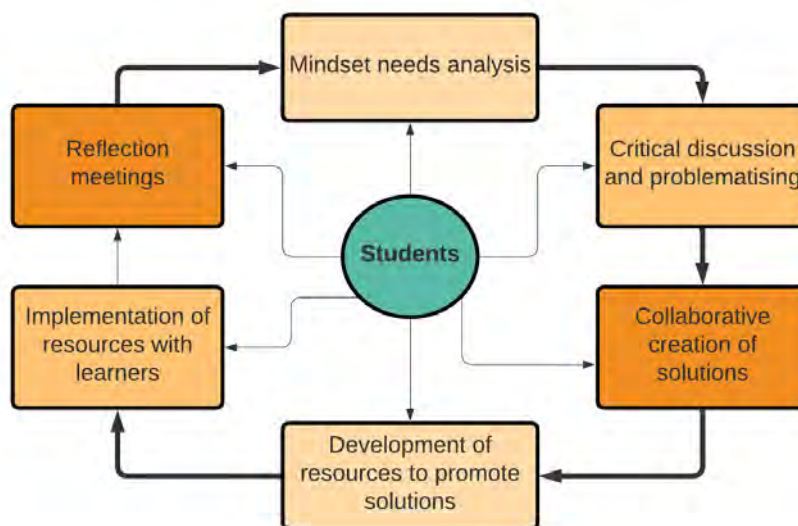 Mindset needs analysis
Reflection
meetings
Critical discussion
and problematising
Students
Implementation of
resources with
learners
Collaborative
creation of
solutions
Development of
resources to promote
solutions